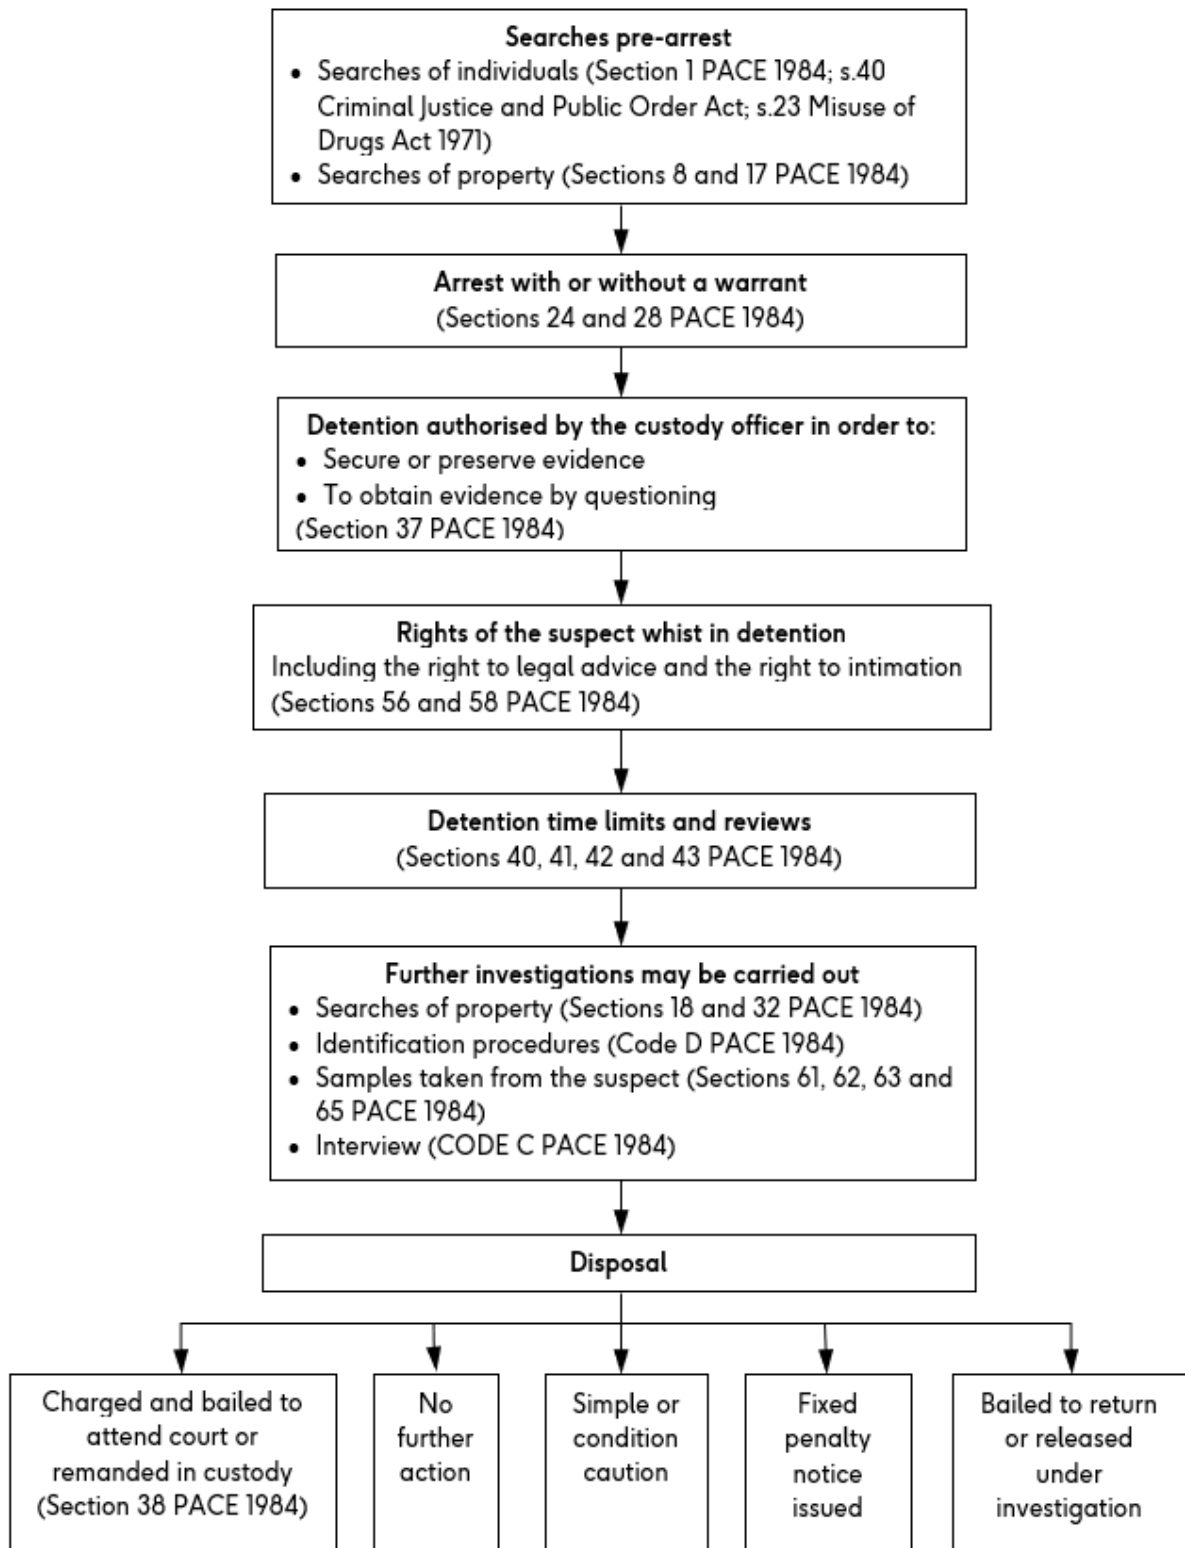 Searches pre-arrest
• Searches of individuals (Section 1 PACE 1984; s.40
Criminal Justice and Public Order Act; s.23 Misuse of
Drugs Act 1971)
• Searches of property (Sections 8 and 17 PACE 1984)
Arrest with or without a warrant
(Sections 24 and 28 PACE 1984)
Detention authorised by the custody officer in order to:
• Secure or preserve evidence
• To obtain evidence by questioning
(Section 37 PACE 1984)
Rights of the suspect whist in detention
Including the right to legal advice and the right to intimation
(Sections 56 and 58 PACE 1984)
Detention time limits and reviews
(Sections 40, 41, 42 and 43 PACE 1984)
Further investigations may be carried out
• Searches of property (Sections 18 and 32 PACE 1984)
• Identification procedures (Code D PACE 1984)
• Samples taken from the suspect (Sections 61, 62, 63 and
65 PACE 1984)
• Interview (CODE C PACE 1984)
Disposal
Charged and bailed to
attend court or
remanded in custody
(Section 38 PACE 1984)
No
further
action
Simple or
condition
caution
Fixed
penalty
notice
issued
Bailed to return
or released
under
investigation